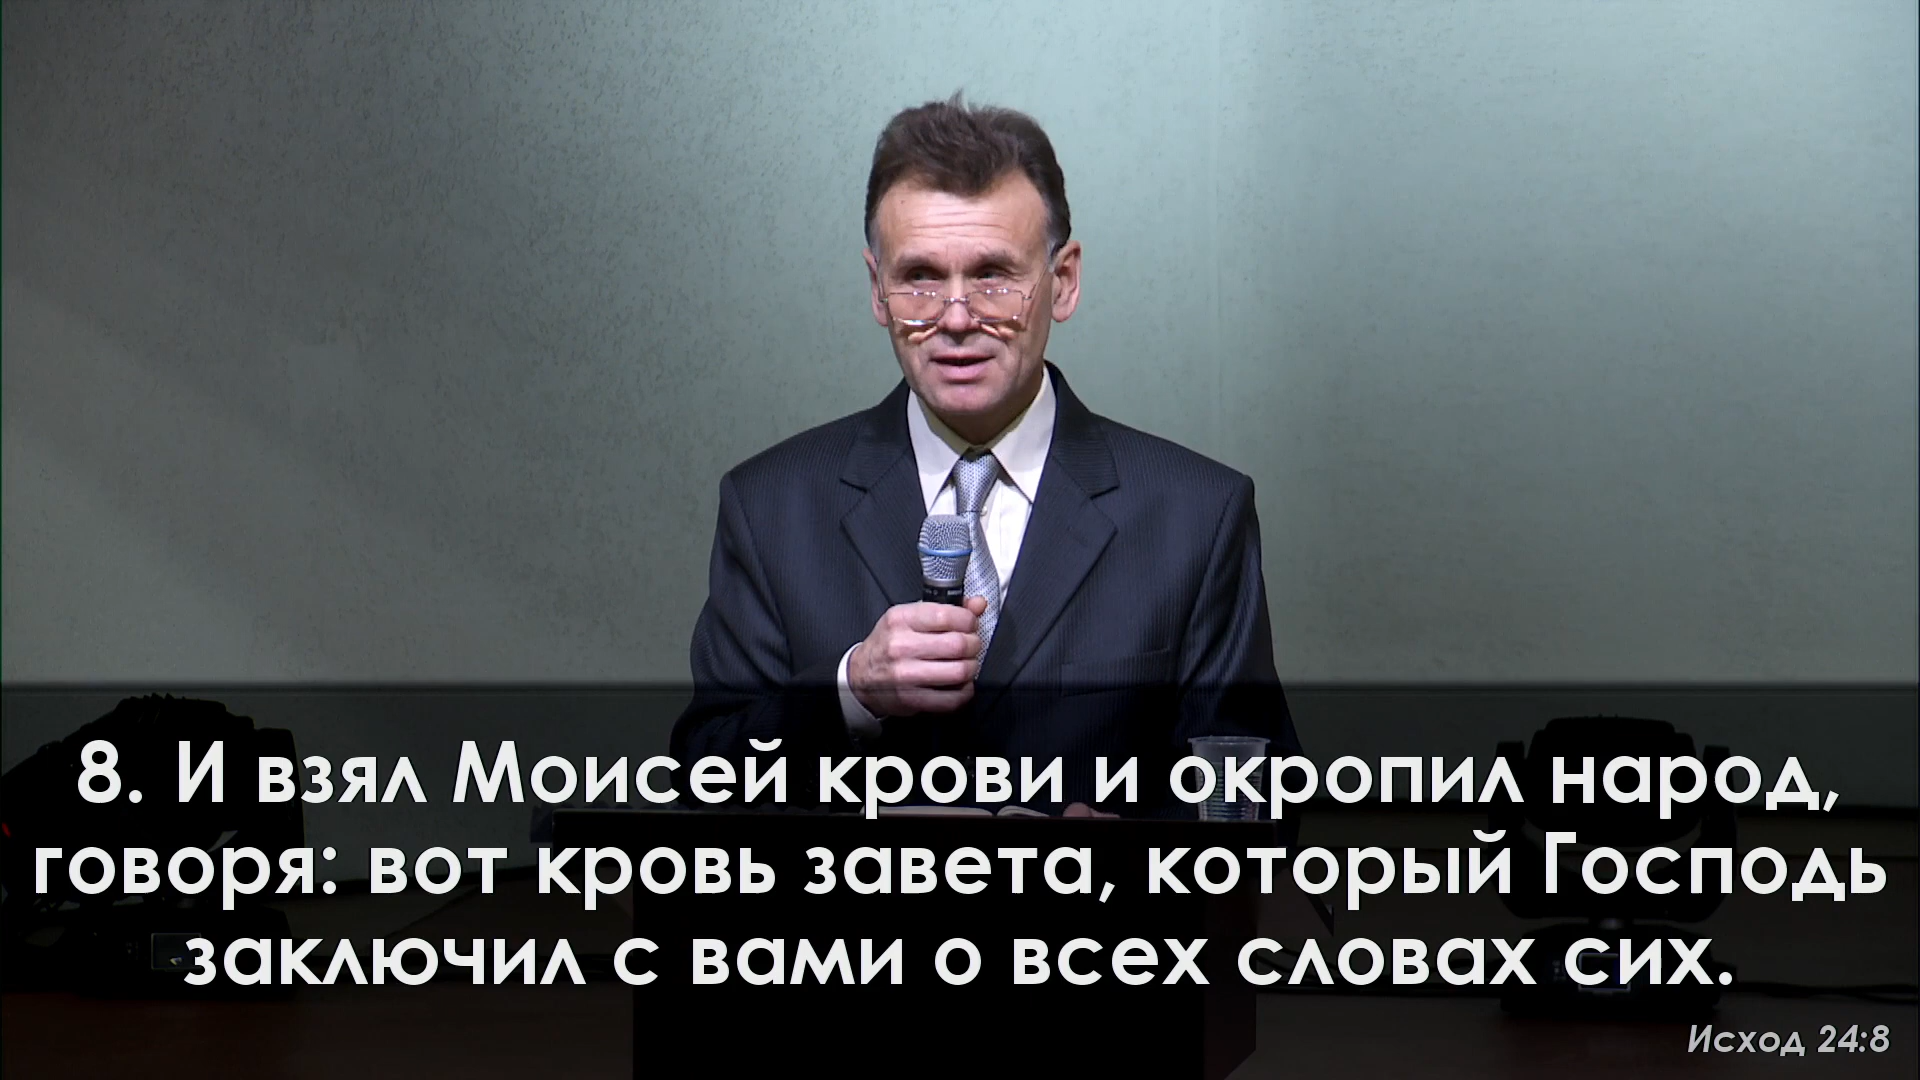 8. И взял Моисей крови и окропил народ,
говоря: вот кровь завета, который Господь
заключил с вами о всех словах сих.
Исход 24:8